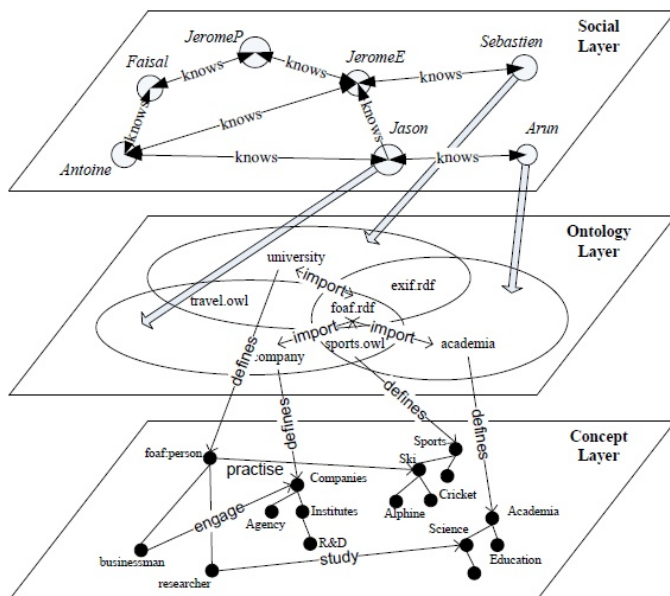 JeromeP
Sebastien
Social
Layer
Faisal
JeromeE
knows
knows
knows
knows
knows
knows
Jason
Arun
Antoine
knows
knows
university
Ontology
Layer
import
travel.owl
exif.rdf
foaf.rdf
import
import
company
sports.owl
academia
defines
defines
defines
defines
Sports
Concept
Layer
foaf:person
Ski
practise
Companies
Cricket
Agency
Institutes
Alphine
Academia
engage
Science
R&D
Education
businessman
study
researcher